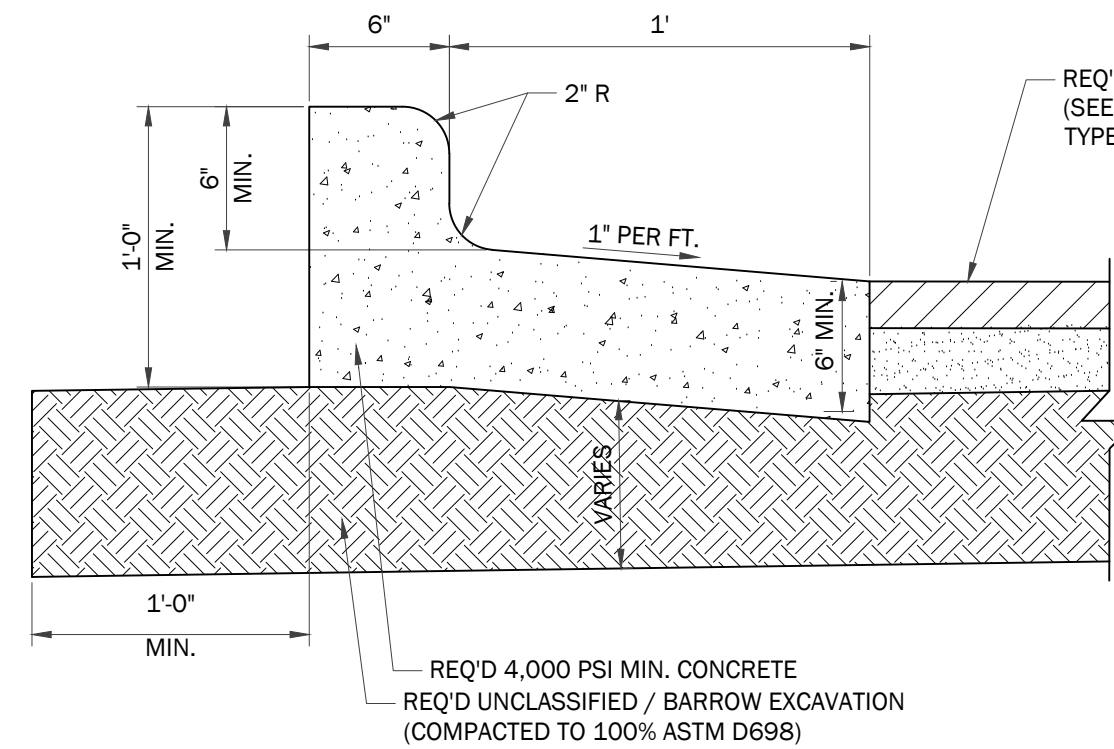 6"
1'
2" R
REQ'
(SEE
TYPE
6"
MIN.
1'-0"
MIN.
1" PER FT.
6" MIN.
VARIES
1'-0"
MIN.
REQ'D 4,000 PSI MIN. CONCRETE
REQ'D UNCLASSIFIED / BARROW EXCAVATION
(COMPACTED TO 100% ASTM D698)